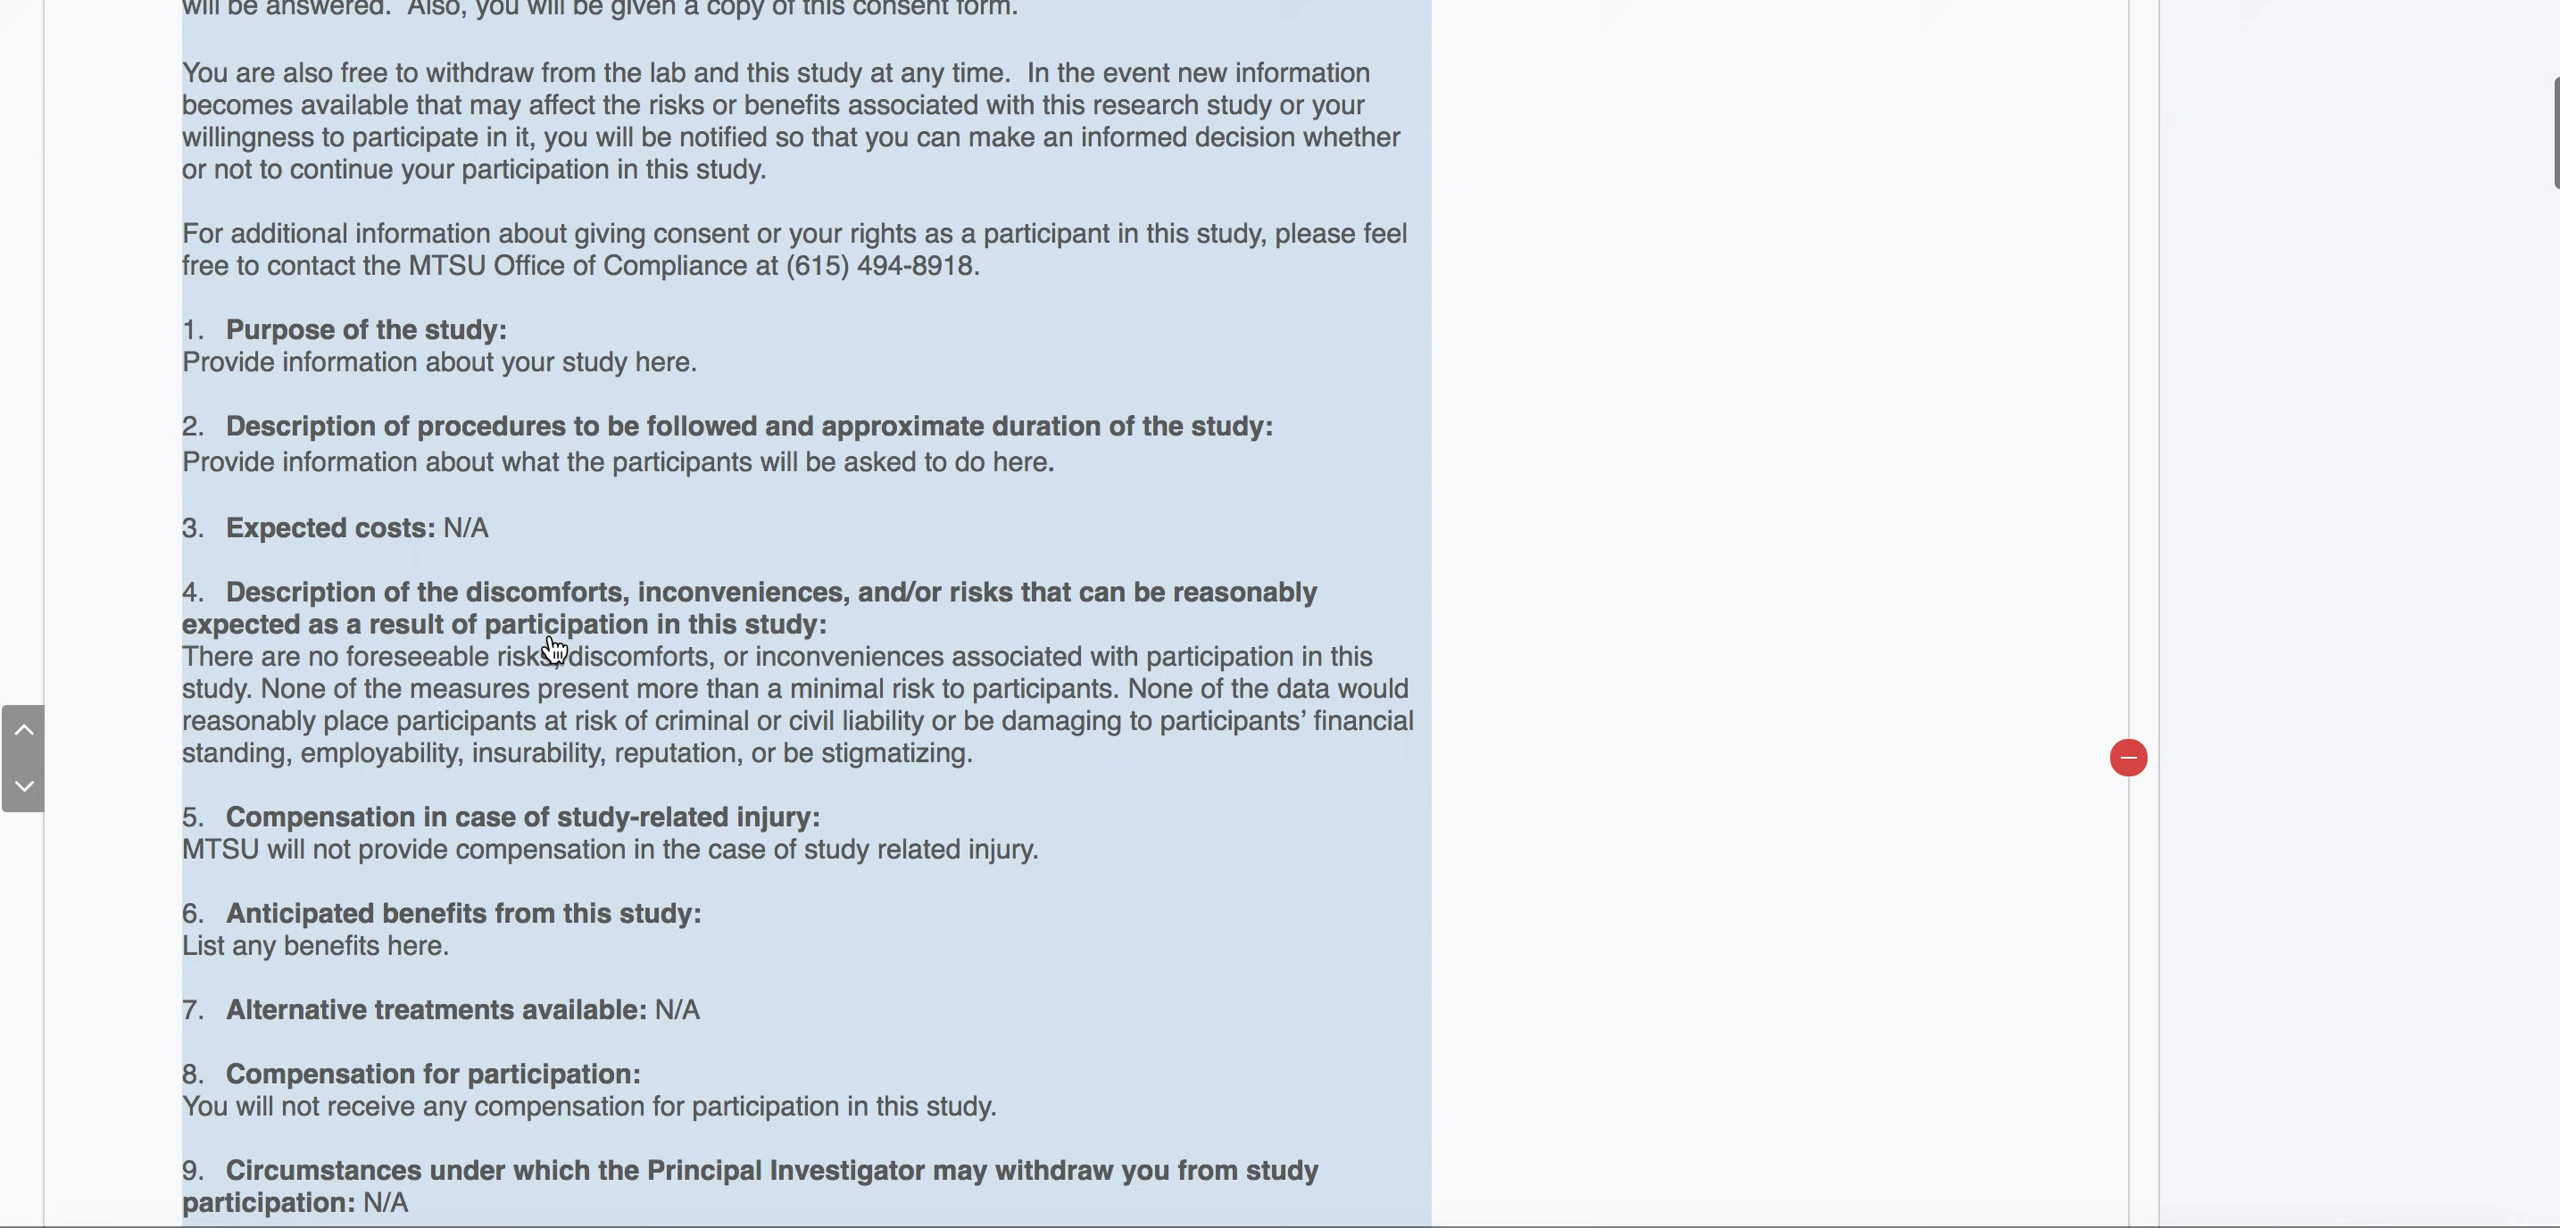 will be answered.  Also, you will be given a copy of this consent form.
You are also free to withdraw from the lab and this study at any time.  In the event new information
becomes available that may affect the risks or benefits associated with this research study or your
willingness to participate in it, you will be notified so that you can make an informed decision whether
or not to continue your participation in this study.
For additional information about giving consent or your rights as a participant in this study, please feel
free to contact the MTSU Office of Compliance at (615) 494-8918.
1.  Purpose of the study:
Provide information about your study here.
2.  Description of procedures to be followed and approximate duration of the study:
Provide information about what the participants will be asked to do here.
3.  Expected costs: N/A
4.  Description of the discomforts, inconveniences, and/or risks that can be reasonably
expected as a result of participation in this study:
There are no foreseeable risks, discomforts, or inconveniences associated with participation in this
study. None of the measures present more than a minimal risk to participants. None of the data would
reasonably place participants at risk of criminal or civil liability or be damaging to participants’ financial
standing, employability, insurability, reputation, or be stigmatizing.
5.  Compensation in case of study-related injury:
MTSU will not provide compensation in the case of study related injury.
6.  Anticipated benefits from this study:
List any benefits here.
7.  Alternative treatments available: N/A
8.  Compensation for participation:
You will not receive any compensation for participation in this study.
9.  Circumstances under which the Principal Investigator may withdraw you from study
participation: N/A